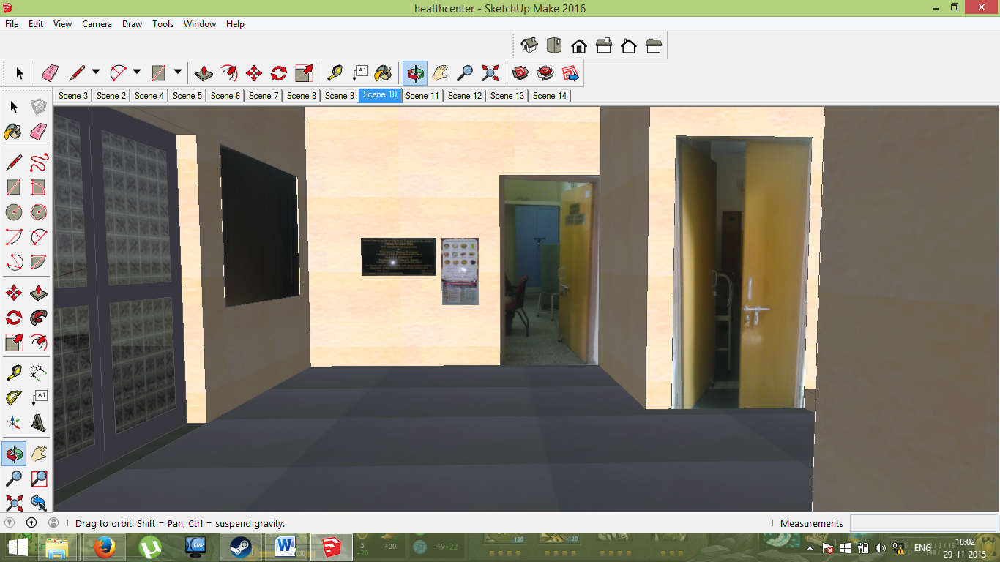 healthcenter - SketchUp Make 2016
File Edit View Camera Draw Tools Window Help
A1
Scene 3 Scene 2 Scene 4 Scene 5 Scene 6 Scene 7 Scene 8 Scene 9 Scene 10 Scene 11 Scene 12 Scene 13 Scene 14
HEALTH CENTRE
A1
Drag to orbit. Shift = Pan, Ctrl = suspend gravity.
Measurements
KMP
5
+20
400
49+22
120
120
ENG
18:02
29-11-2015